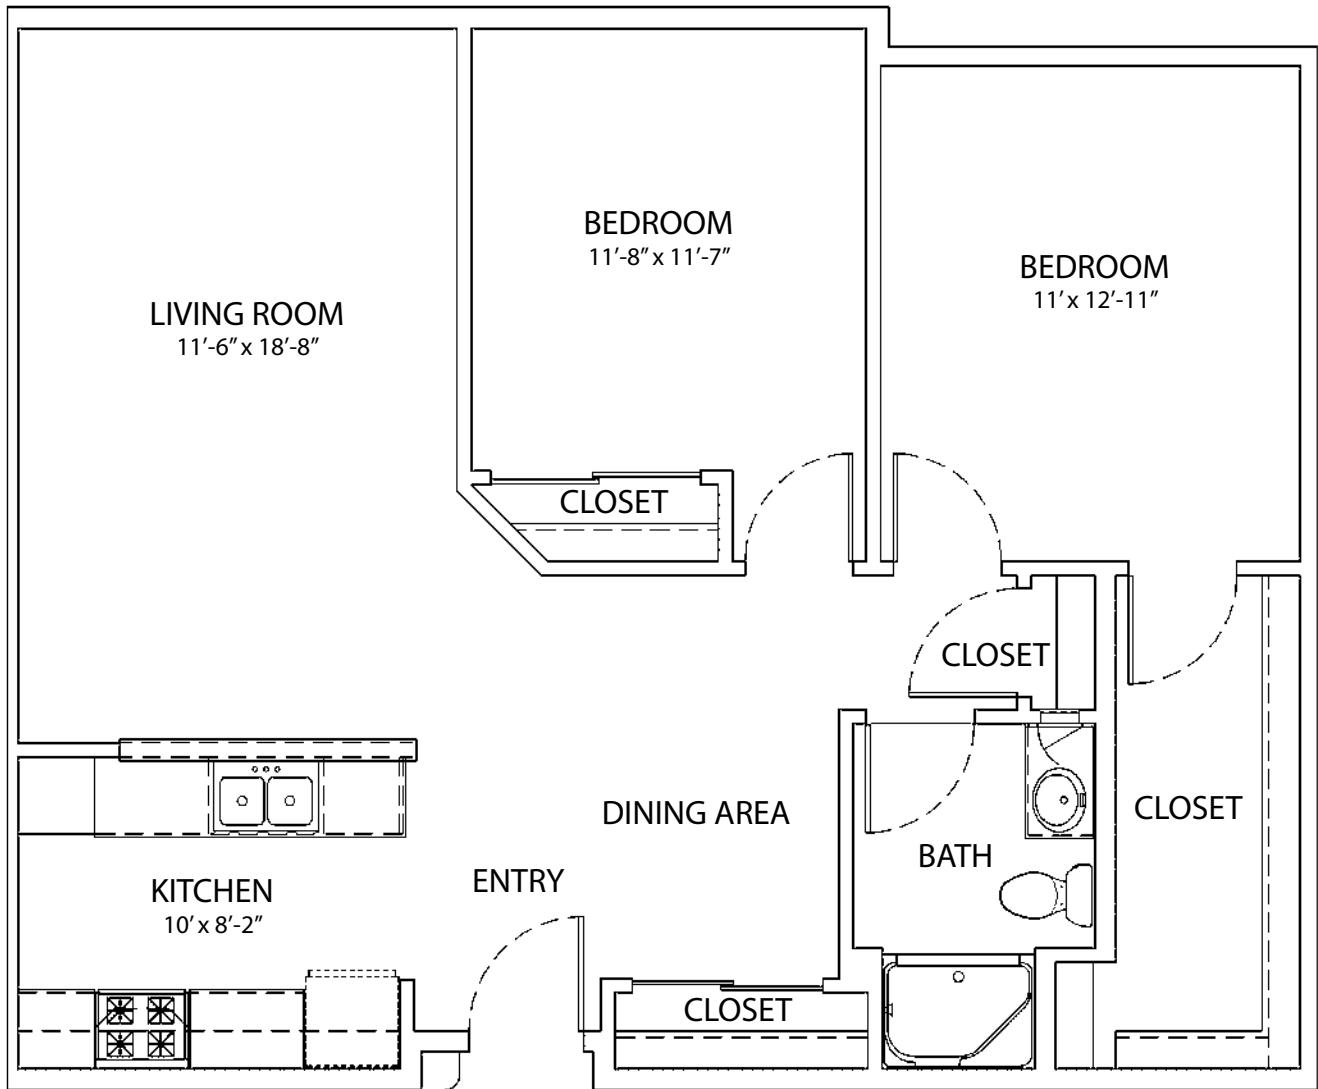 BEDROOM
11′-8″ x 11′-7″
BEDROOM
11′ x 12′-11″
LIVING ROOM
11′-6″ x 18′-8″
CLOSET
CLOSET
DINING AREA
CLOSET
BATH
ENTRY
KITCHEN
10′ x 8′-2″
CLOSET